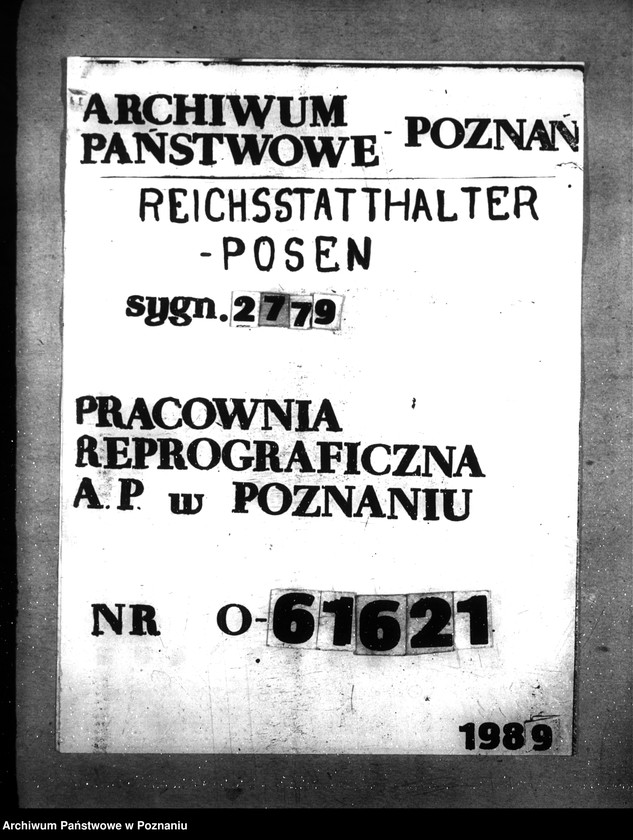 ARCHIWUM
PAŃSTWOWE - POZNAŃ
REICHSSTATTHALTER
-POSEN
sygn. 2779
PRACOWNIA
REPROGRAFICZNA
A.P. w POZNANIU
NR O-61621
1989
Archiwum Państwowe w Poznaniu